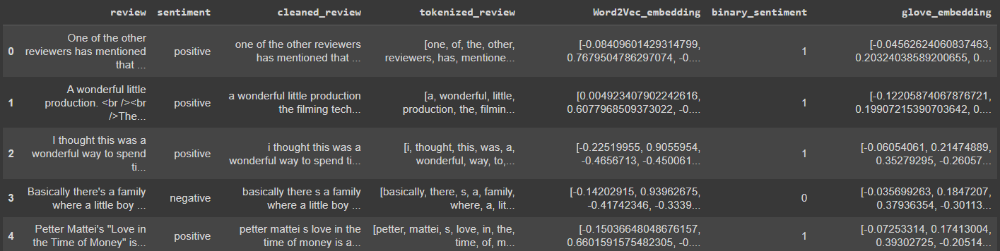 review sentiment cleaned_review tokenized_review Word2Vec_embedding binary_sentiment glove_embedding
One of the other
reviewers has mentioned
that ...
0 positive
one of the other reviewers
has mentioned that ...
[one, of, the, other,
reviewers, has, mentione...
[-0.08409601429314799,
0.7679504786297074, -0....
1
[-0.04562624060837463,
0.20324038589200655, 0....
A wonderful little
production. <br /><br
/>The...
1 positive
a wonderful little production
the filming tech...
[a, wonderful, little,
production, the, filmin...
[0.004923407902242616,
0.6077968509373022, -0....
1
[-0.12205874067876721,
0.19907215390703642, 0....
I thought this was a
wonderful way to spend
ti...
2 positive
i thought this was a
wonderful way to spend ti...
[i, thought, this, was, a,
wonderful, way, to,...
[-0.22519955, 0.9055954,
-0.4656713, -0.450061...
1
[-0.06054061, 0.21474889,
0.35279295, -0.26057...
Basically there's a family
where a little boy ...
3 negative
basically there s a family
where a little boy ...
[basically, there, s, a, family,
where, a, lit...
[-0.14202915, 0.93962675,
-0.41742346, -0.3339...
0
[-0.035699263, 0.1847207,
0.37936354, -0.30113...
Petter Mattei's "Love in
the Time of Money" is...
4 positive
petter mattei s love in the
time of money is a...
[petter, mattei, s, love, in, the,
time, of, m...
[-0.15036648048676157,
0.6601591575482305, -0....
1
[-0.07253314, 0.17413004,
0.39302725, -0.20514...